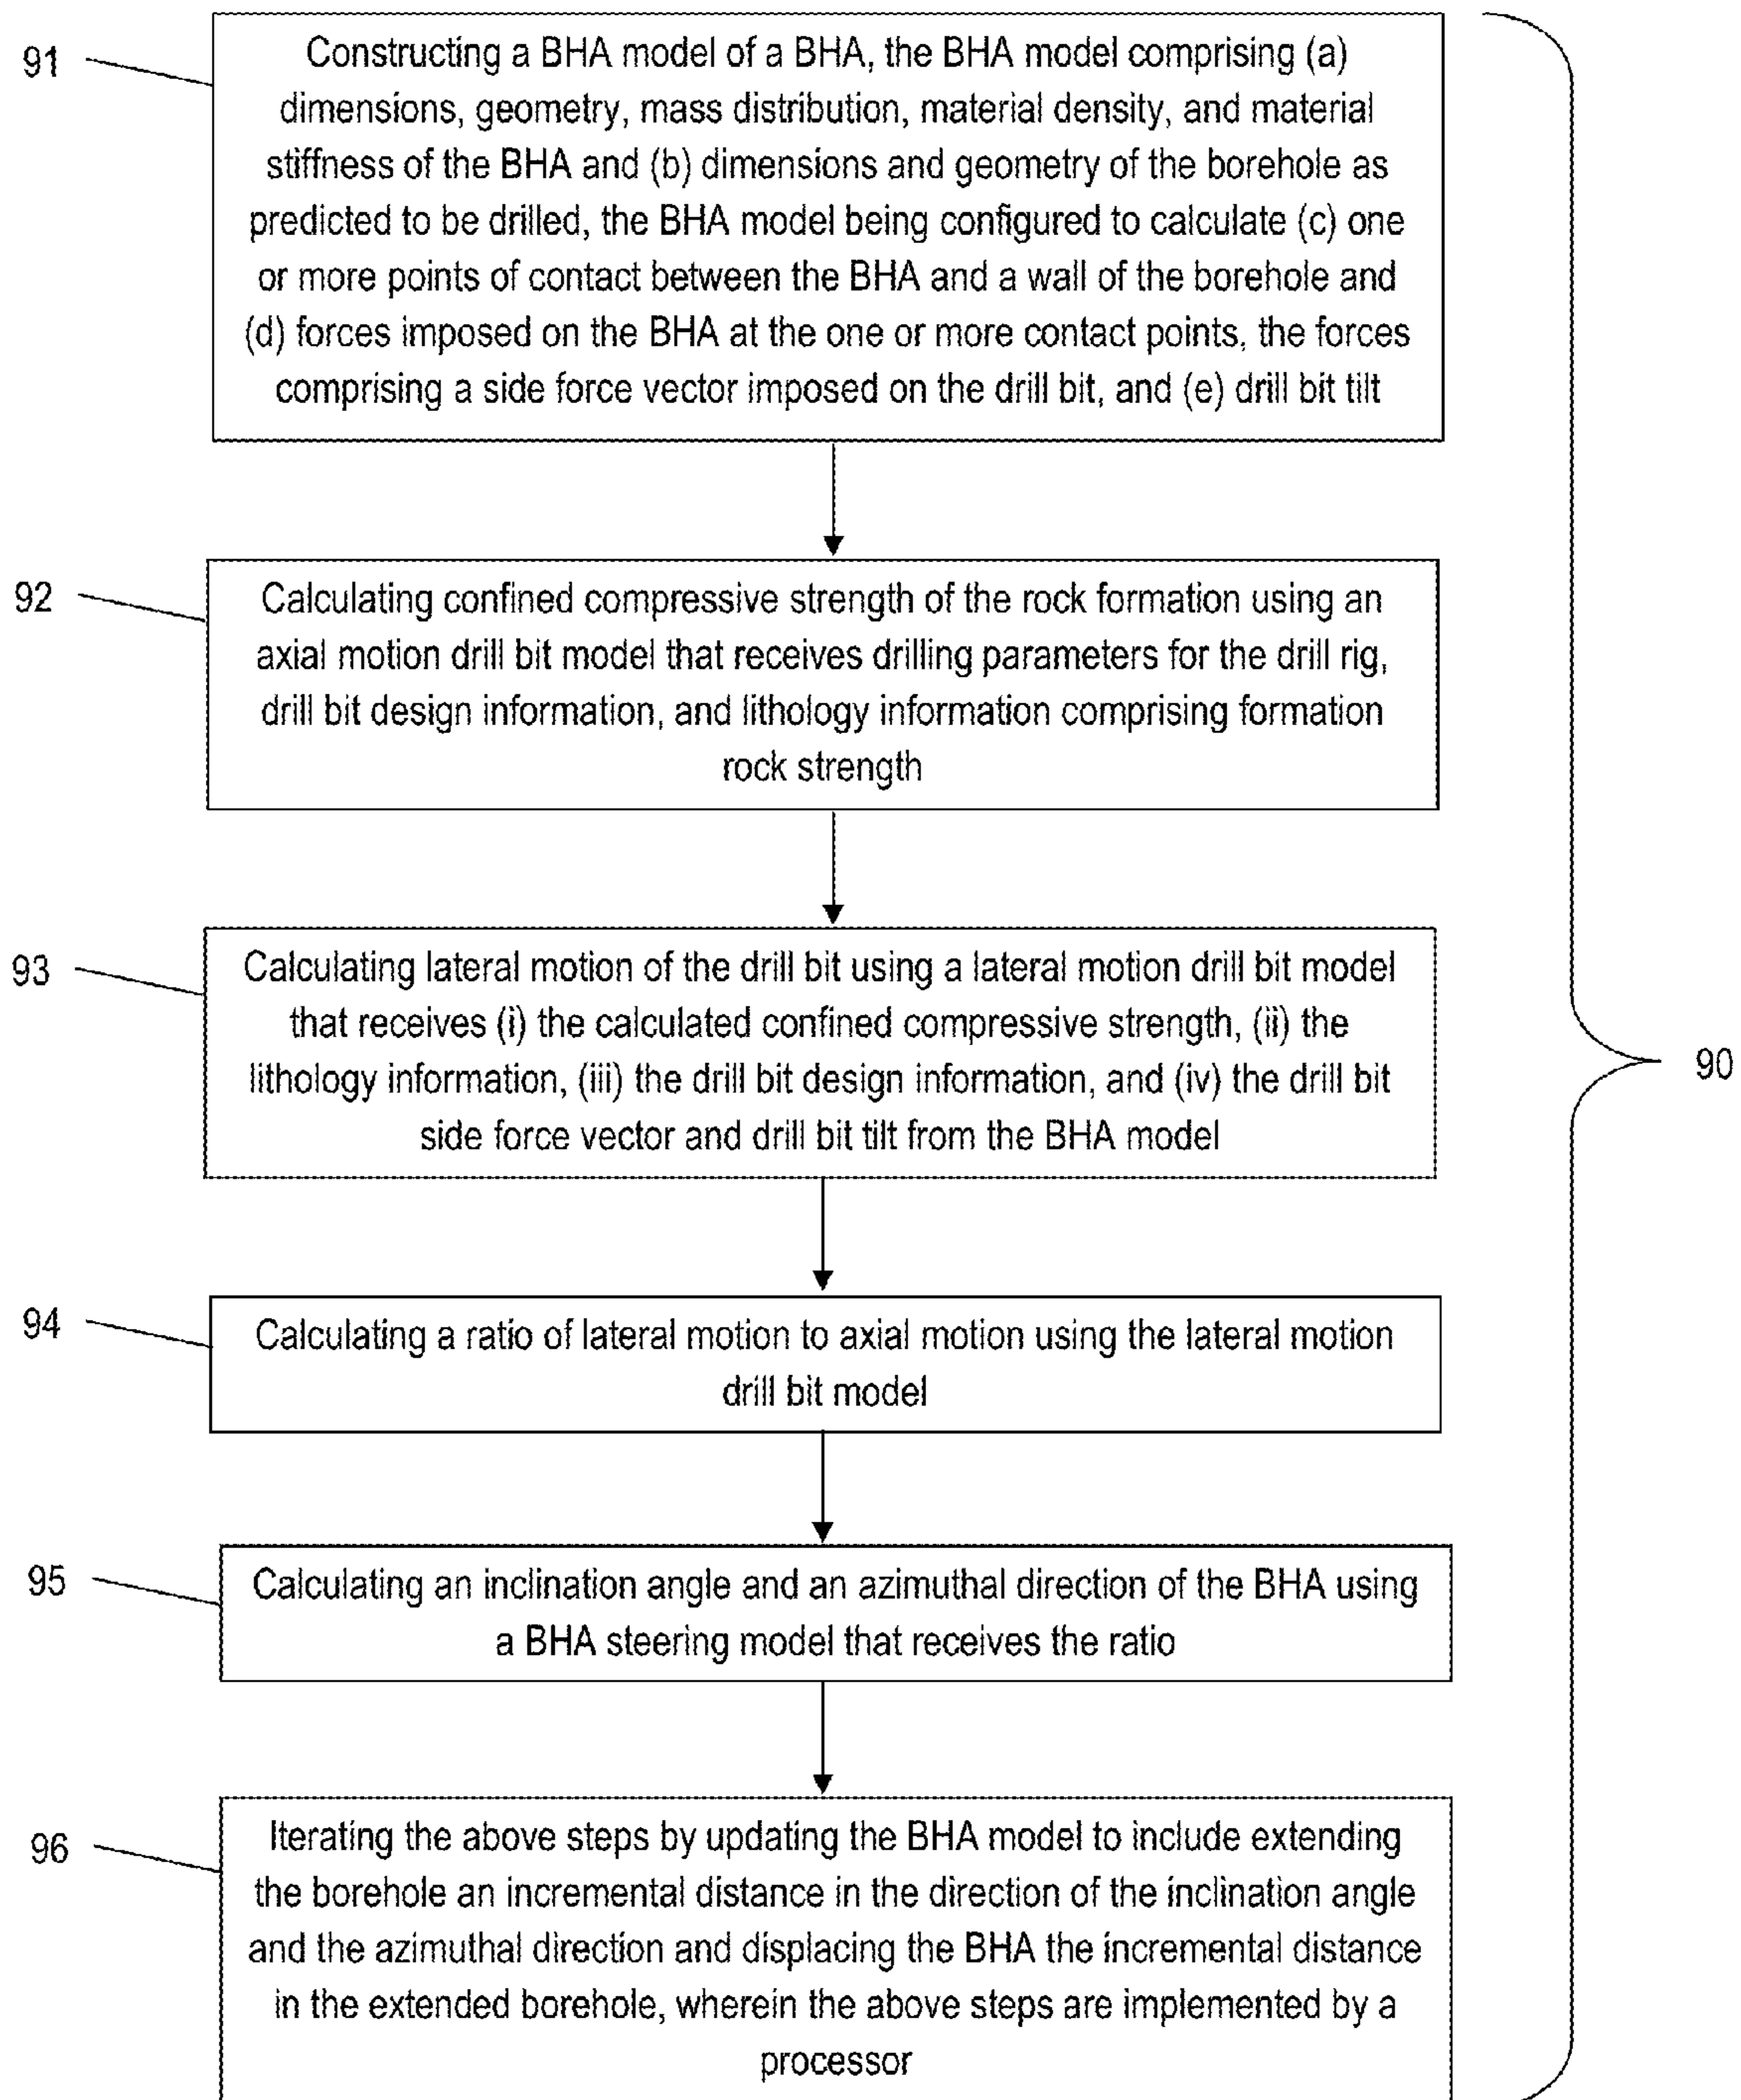 91
Constructing a BHA model of a BHA, the BHA model comprising (a)
dimensions, geometry, mass distribution, material density, and material
stiffness of the BHA and (b) dimensions and geometry of the borehole as
predicted to be drilled, the BHA model being configured to calculate (c) one
or more points of contact between the BHA and a wall of the borehole and
(d) forces imposed on the BHA at the one or more contact points, the forces
comprising a side force vector imposed on the drill bit, and (e) drill bit tilt
92
Calculating confined compressive strength of the rock formation using an
axial motion drill bit model that receives drilling parameters for the drill rig,
drill bit design information, and lithology information comprising formation
rock strength
93
Calculating lateral motion of the drill bit using a lateral motion drill bit model
that receives (i) the calculated confined compressive strength, (ii) the
lithology information, (iii) the drill bit design information, and (iv) the drill bit
side force vector and drill bit tilt from the BHA model
90
94
Calculating a ratio of lateral motion to axial motion using the lateral motion
drill bit model
95
Calculating an inclination angle and an azimuthal direction of the BHA using
a BHA steering model that receives the ratio
96
Iterating the above steps by updating the BHA model to include extending
the borehole an incremental distance in the direction of the inclination angle
and the azimuthal direction and displacing the BHA the incremental distance
in the extended borehole, wherein the above steps are implemented by a
processor